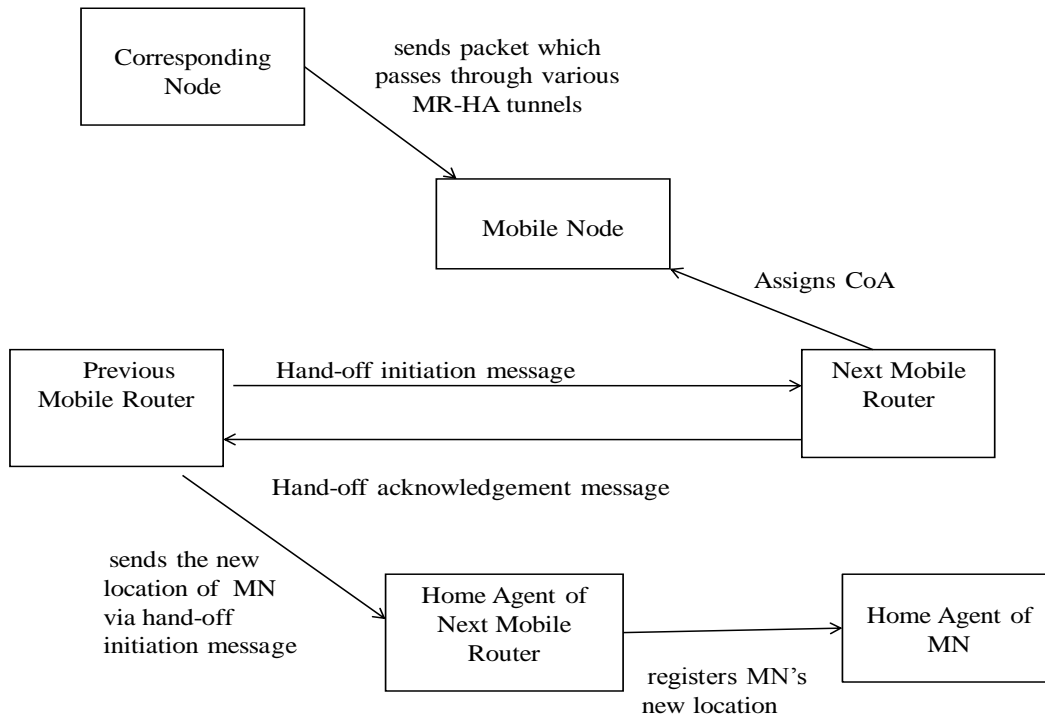 Corresponding
Node
sends packet which
passes through various
MR-HA tunnels
Mobile Node
Assigns CoA
Previous
Mobile Router
Hand-off initiation message
Next Mobile
Router
Hand-off acknowledgement message
sends the new
location of MN
via hand-off
initiation message
Home Agent of
Next Mobile
Router
registers MN’s
new location
Home Agent of
MN